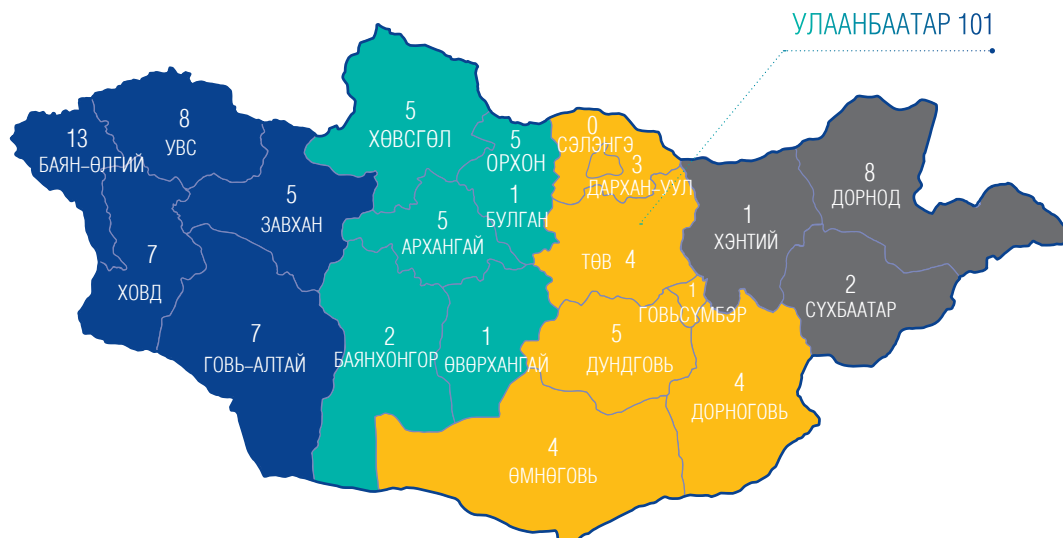 УЛААНБААТАР 101
13
БАЯН-ӨЛГИЙ
8
УВС
5
ЗАВХАН
7
ХОВД
7
ГОВЬ-АЛТАЙ
5
ХӨВСГӨЛ
5
ОРХОН
1
БУЛГАН
5
АРХАНГАЙ
2
БАЯНХОНГОР
1
ӨВӨРХАНГАЙ
0
СЭЛЭНГЭ
3
ДАРХАН-УУЛ
ТӨВ 4
1
ГОВЬСҮМБЭР
5
ДУНДГОВЬ
4
ДОРНОГОВЬ
4
ӨМНӨГОВЬ
1
ХЭНТИЙ
8
ДОРНОД
2
СҮХБААТАР